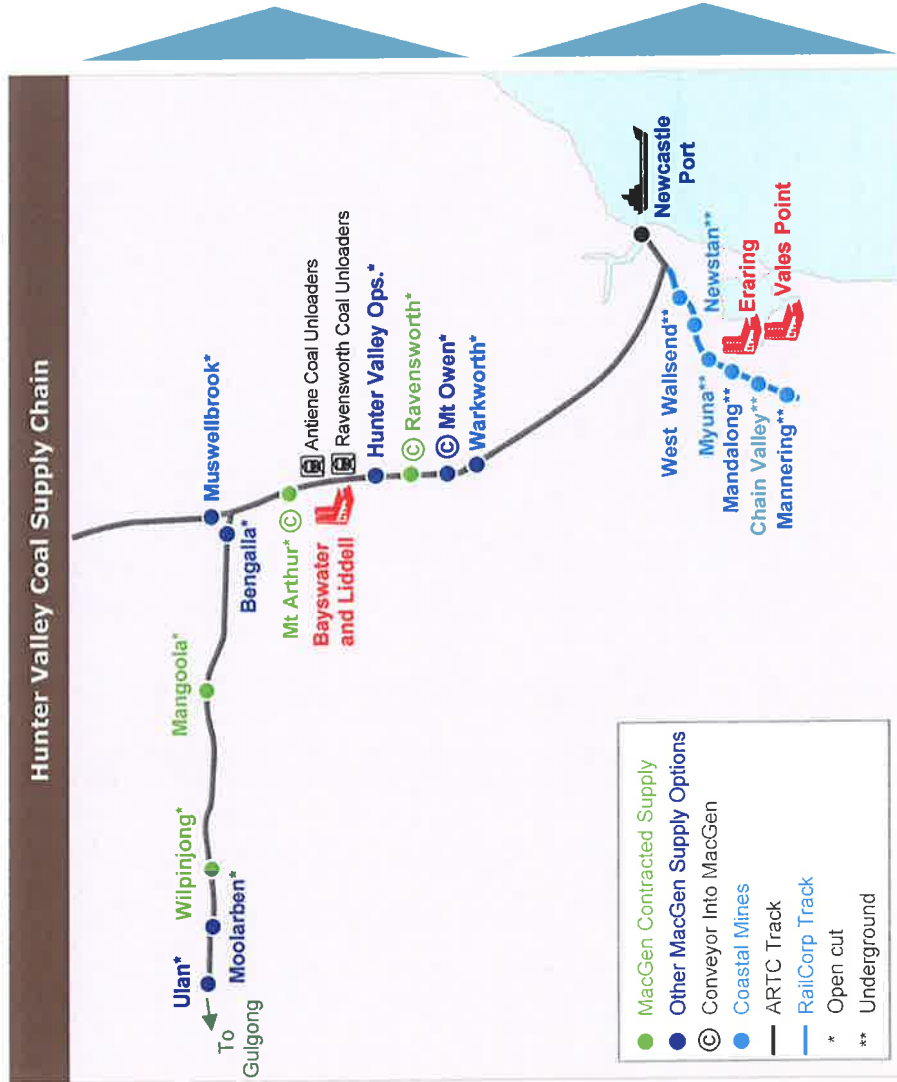 Hunter Valley Coal Supply Chain
Muswellbrook*
Bengalla*
Mangoola*
Wilpinjong*
Ulan*
Moolarben*
To
Gulgong
Mt Arthur* ©
Antiene Coal Unloaders
Ravensworth Coal Unloaders
Bayswater
and Liddell
Hunter Valley Ops.*
© Ravensworth*
© Mt Owen*
Warkworth*
Newcastle
Port
West Wallsend**
Newstan**
Myuna**
Eraring
Mandalong**
Vales Point
Chain Valley**
Mannering**
MacGen Contracted Supply
Other MacGen Supply Options
© Conveyor Into MacGen
Coastal Mines
ARTC Track
RailCorp Track
* Open cut
** Underground